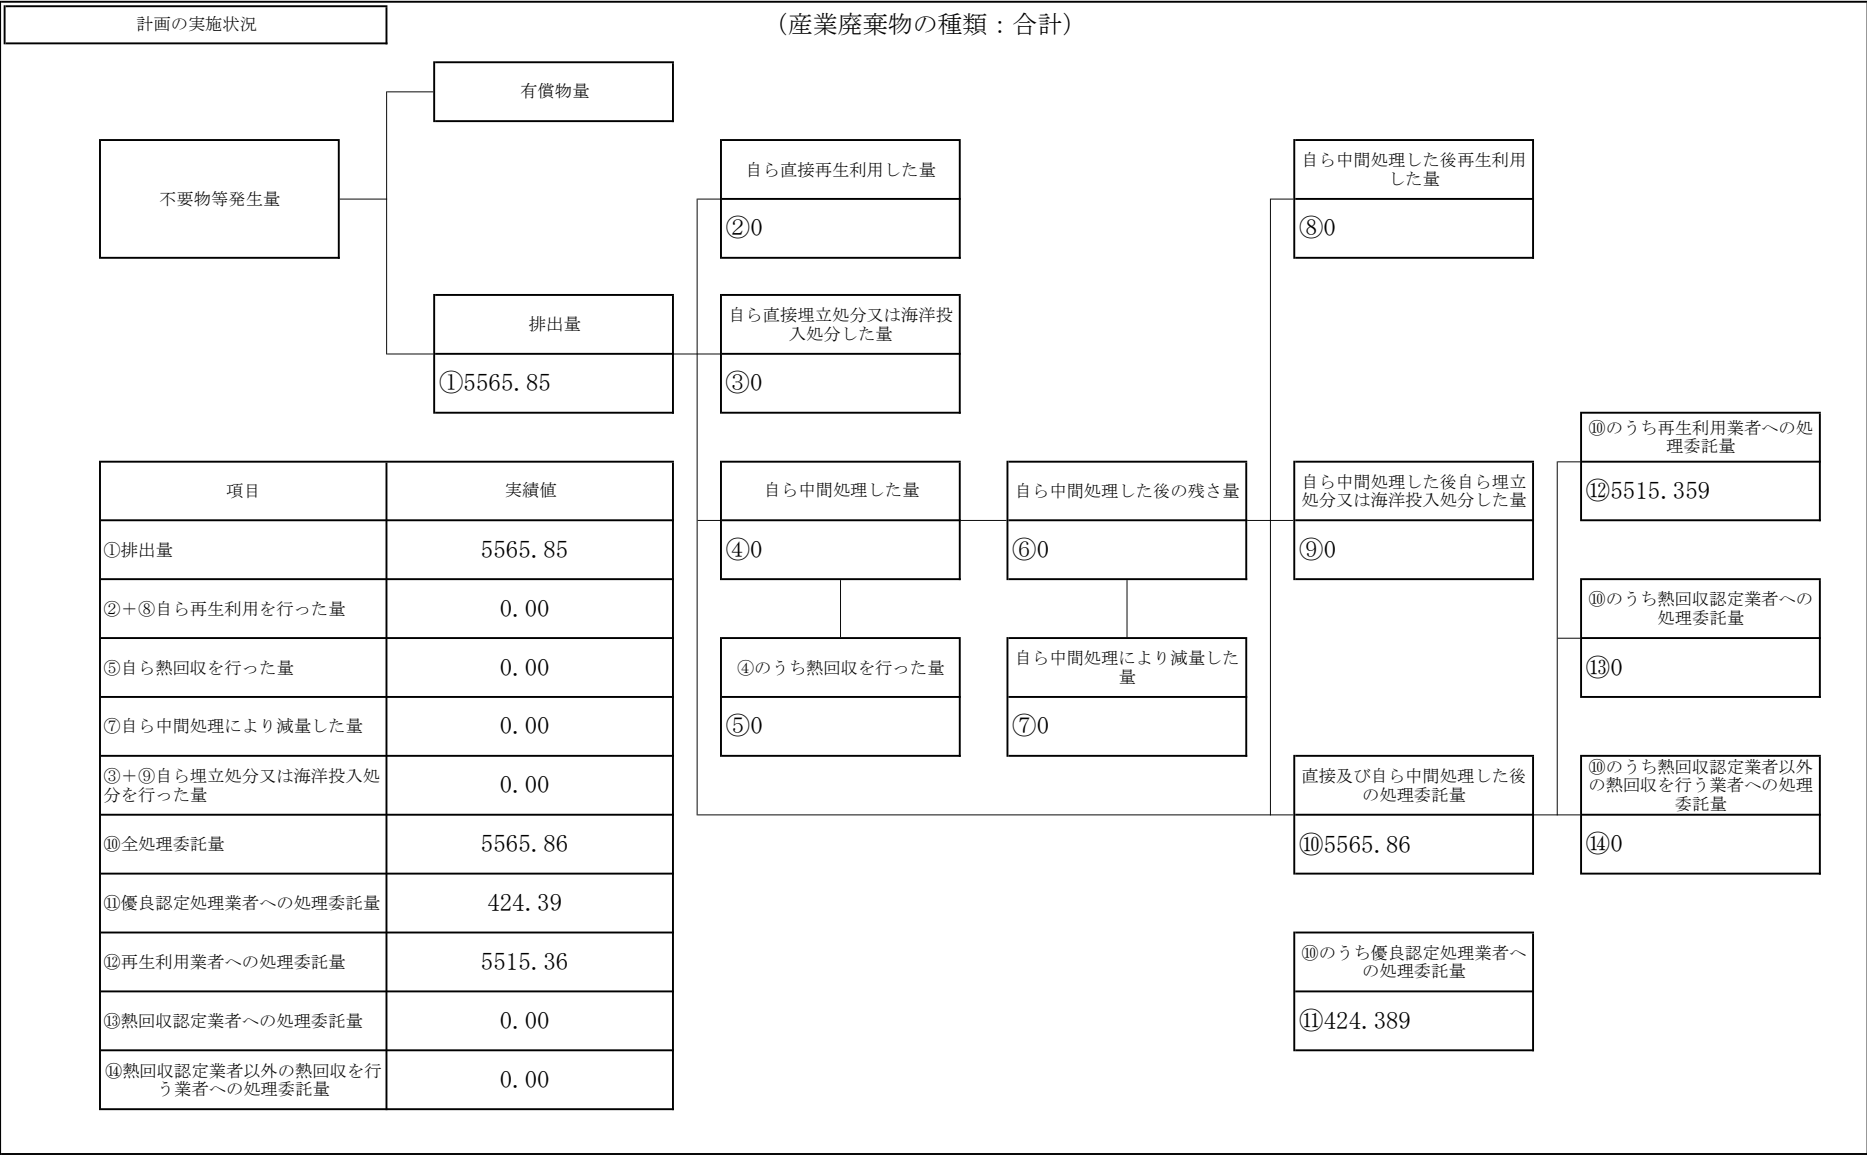 計画の実施状況
（産業廃棄物の種類：合計）
有償物量
不要物等発生量
自ら直接再生利用した量
②0
自ら中間処理した後再生利用
した量
⑧0
排出量
①5565.85
自ら直接埋立処分又は海洋投
入処分した量
③0
⑩のうち再生利用業者への処
理委託量
⑫5515.359
自ら中間処理した量
④0
自ら中間処理した後の残さ量
⑥0
自ら中間処理した後自ら埋立
処分又は海洋投入処分した量
⑨0
⑩のうち熱回収認定業者への
処理委託量
⑬0
④のうち熱回収を行った量
⑤0
自ら中間処理により減量した
量
⑦0
直接及び自ら中間処理した後
の処理委託量
⑩5565.86
⑩のうち熱回収認定業者以外
の熱回収を行う業者への処理
委託量
⑭0
⑩のうち優良認定処理業者へ
の処理委託量
⑪424.389
項目 実績値
①排出量 5565.85
②＋⑧自ら再生利用を行った量 0.00
⑤自ら熱回収を行った量 0.00
⑦自ら中間処理により減量した量 0.00
③＋⑨自ら埋立処分又は海洋投入処
分を行った量 0.00
⑩全処理委託量 5565.86
⑪優良認定処理業者への処理委託量 424.39
⑫再生利用業者への処理委託量 5515.36
⑬熱回収認定業者への処理委託量 0.00
⑭熱回収認定業者以外の熱回収を行
う業者への処理委託量 0.00